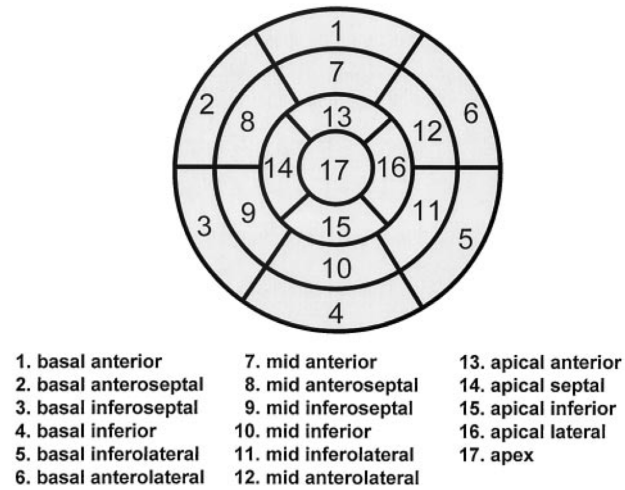 1
7
2
8
13
12
6
14
17
16
3
9
15
11
5
10
4
1. basal anterior
2. basal anteroseptal
3. basal inferoseptal
4. basal inferior
5. basal inferolateral
6. basal anterolateral
7. mid anterior
8. mid anteroseptal
9. mid inferoseptal
10. mid inferior
11. mid inferolateral
12. mid anterolateral
13. apical anterior
14. apical septal
15. apical inferior
16. apical lateral
17. apex